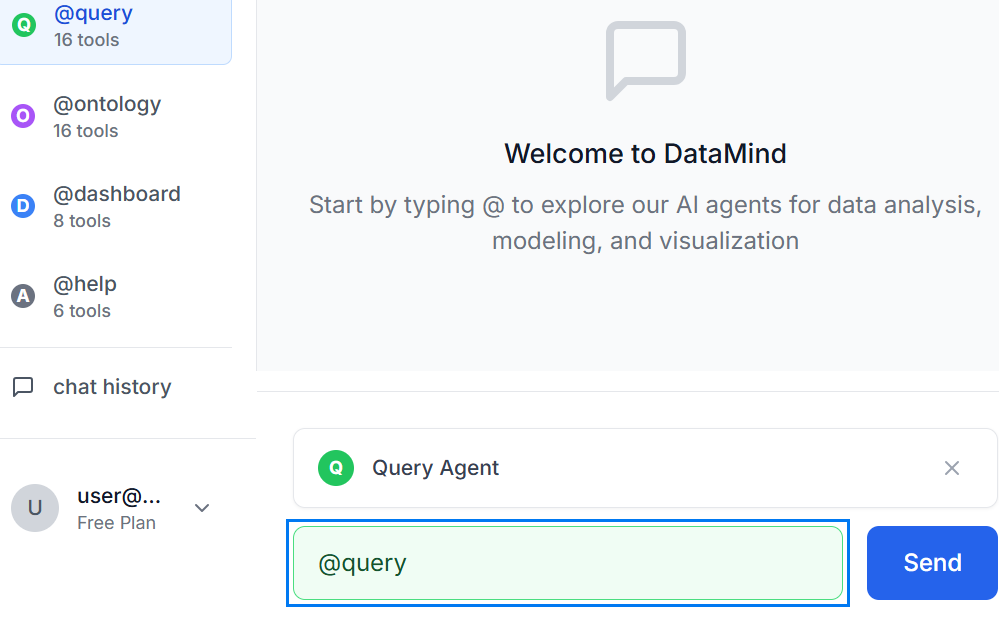 Q
@query
16 tools
O
@ontology
16 tools
D
@dashboard
8 tools
A
@help
6 tools
chat history
U
user@...
Free Plan
Welcome to DataMind
Start by typing @ to explore our AI agents for data analysis,
modeling, and visualization
Q
Query Agent
@query
Send